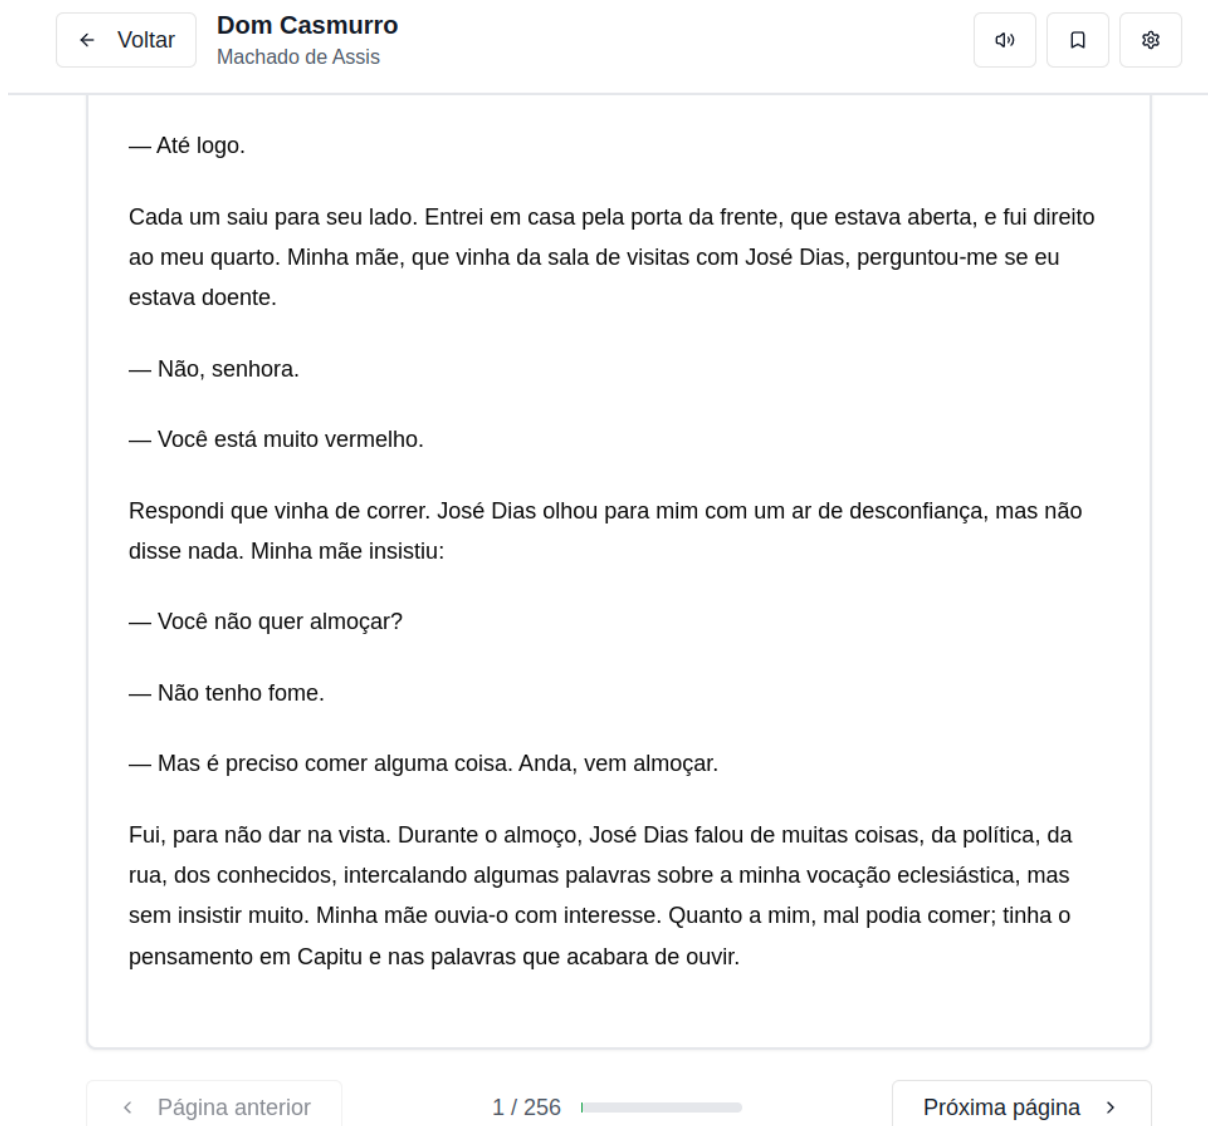 Voltar
Dom Casmurro
Machado de Assis
— Até logo.
Cada um saiu para seu lado. Entrei em casa pela porta da frente, que estava aberta, e fui direito
ao meu quarto. Minha mãe, que vinha da sala de visitas com José Dias, perguntou-me se eu
estava doente.
— Não, senhora.
— Você está muito vermelho.
Respondi que vinha de correr. José Dias olhou para mim com um ar de desconfiança, mas não
disse nada. Minha mãe insistiu:
— Você não quer almoçar?
— Não tenho fome.
— Mas é preciso comer alguma coisa. Anda, vem almoçar.
Fui, para não dar na vista. Durante o almoço, José Dias falou de muitas coisas, da política, da
rua, dos conhecidos, intercalando algumas palavras sobre a minha vocação eclesiástica, mas
sem insistir muito. Minha mãe ouvia-o com interesse. Quanto a mim, mal podia comer; tinha o
pensamento em Capitu e nas palavras que acabara de ouvir.
Página anterior
1 / 256
Próxima página